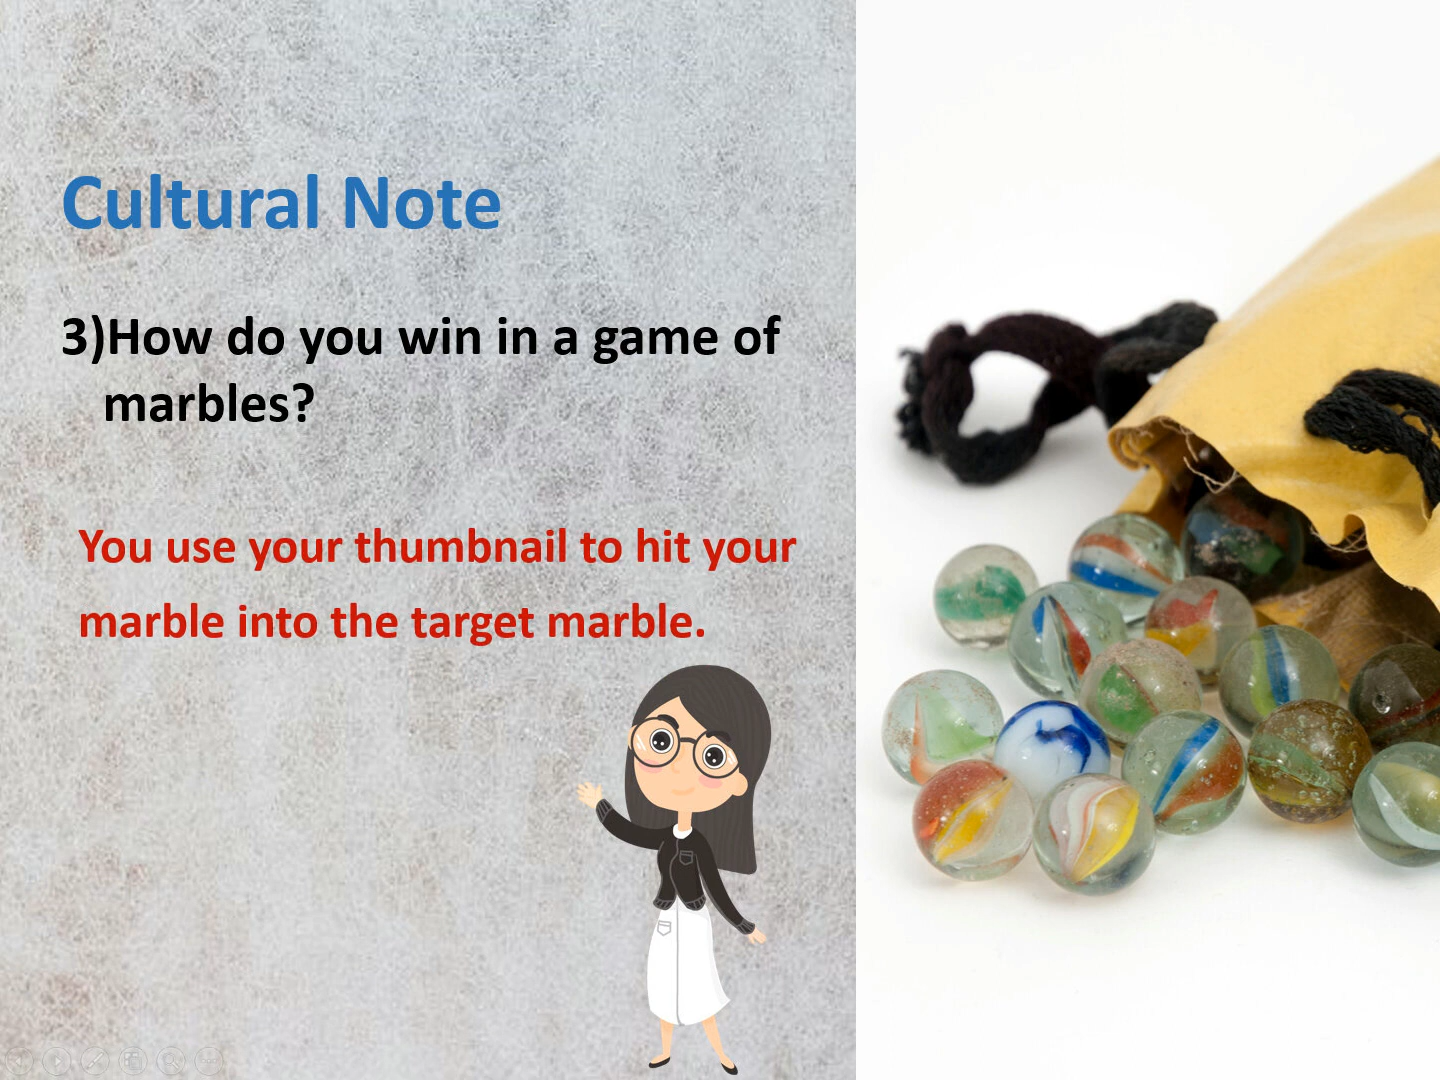 Cultural Note
3)How do you win in a game of
marbles?
You use your thumbnail to hit your
marble into the target marble.